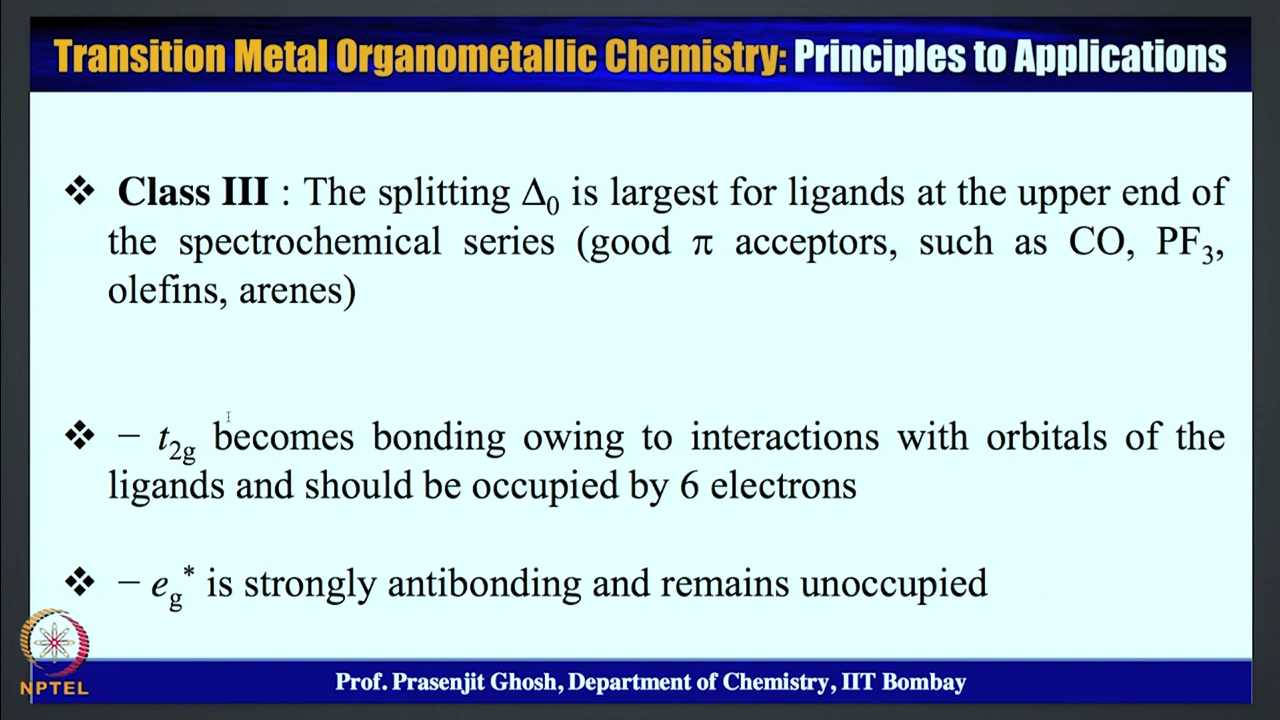 Transition Metal Organometallic Chemistry: Principles to Applications
❖ Class III : The splitting Δ₀ is largest for ligands at the upper end of
the spectrochemical series (good π acceptors, such as CO, PF₃,
olefins, arenes)
❖ – t₂g becomes bonding owing to interactions with orbitals of the
ligands and should be occupied by 6 electrons
❖ – eg* is strongly antibonding and remains unoccupied
NPTEL
Prof. Prasenjit Ghosh, Department of Chemistry, IIT Bombay